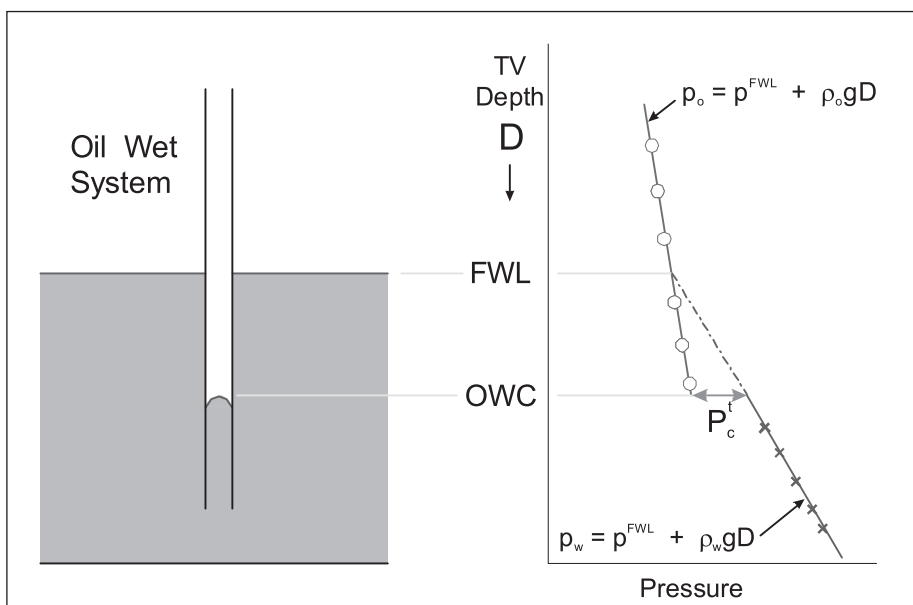 Oil Wet
System
TV
Depth
D
FWL
OWC
pₒ = p^FWL + ρₒgD
P_c^t
p_w = p^FWL + ρ_wgD
Pressure